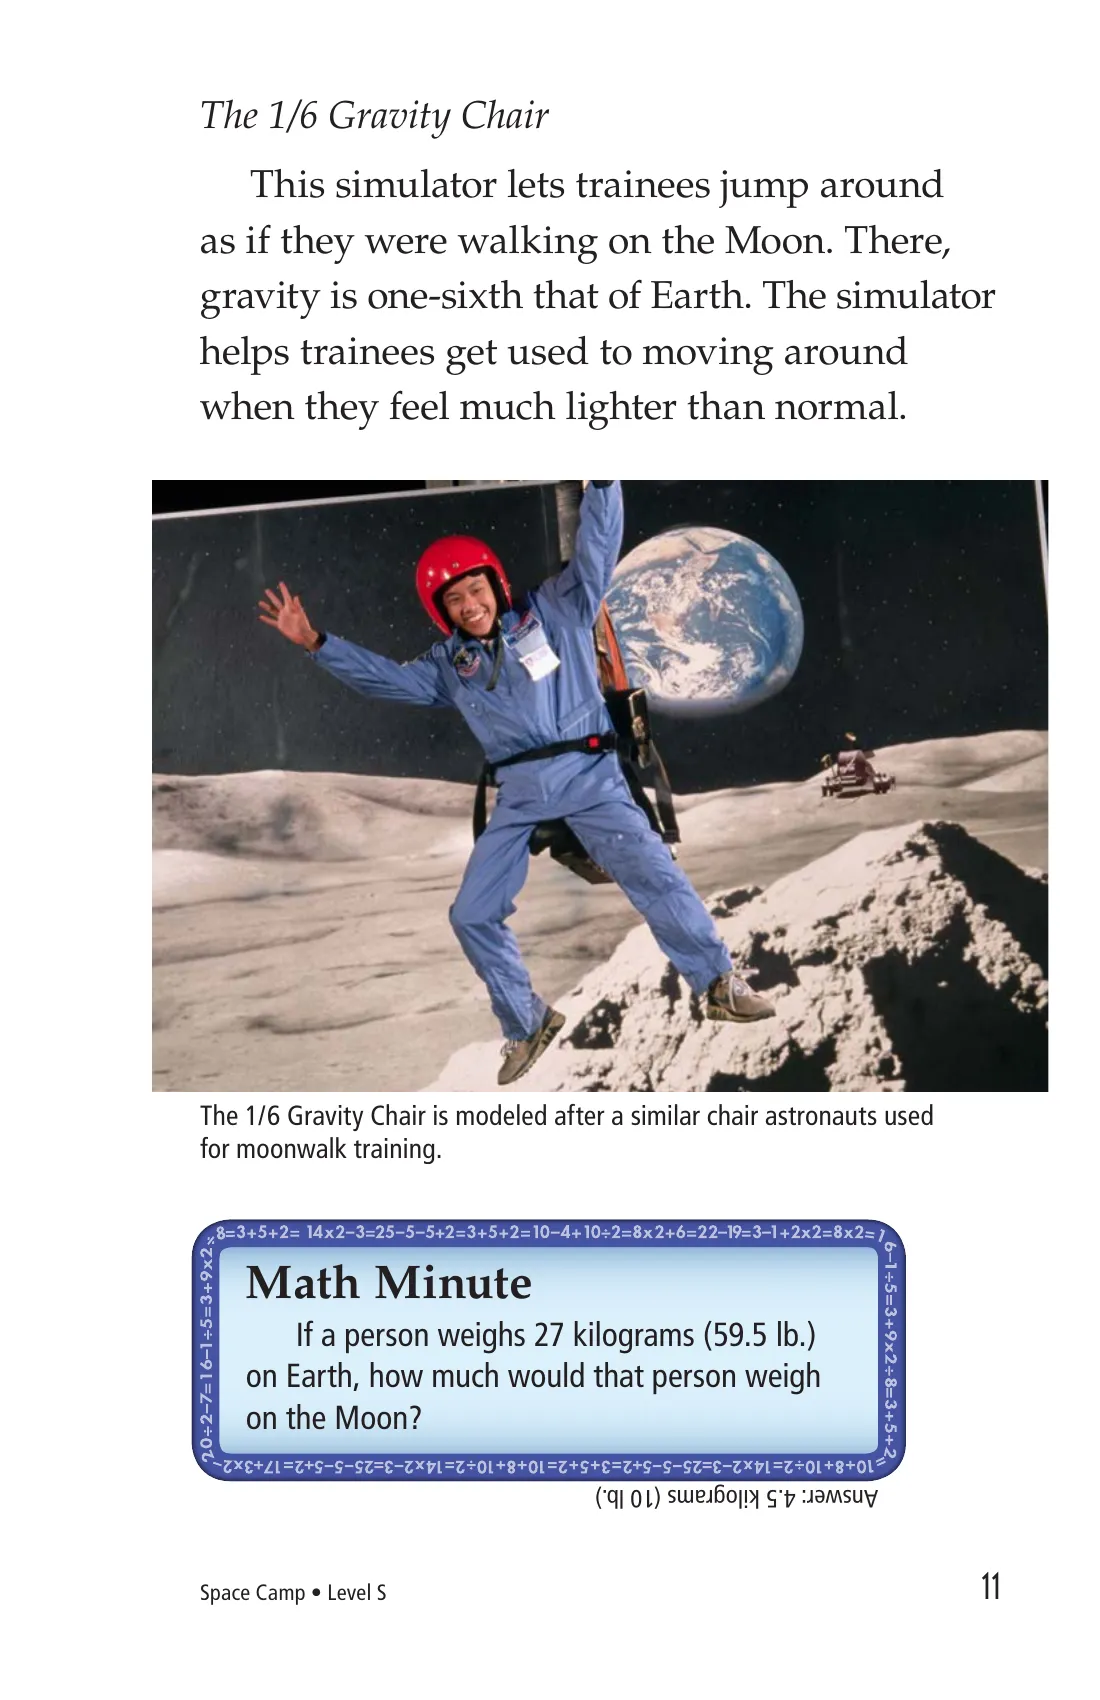 The 1/6 Gravity Chair
This simulator lets trainees jump around
as if they were walking on the Moon. There,
gravity is one-sixth that of Earth. The simulator
helps trainees get used to moving around
when they feel much lighter than normal.
The 1/6 Gravity Chair is modeled after a similar chair astronauts used
for moonwalk training.
8=3+5+2= 14x2–3=25–5–5+2=3+5+2=10–4+10÷2=8x2+6=22–19=3–1+2x2=8x2=1
6–1÷5=3+9x2÷8=3+5+2
20÷2–7=16–1÷5=3+9x2÷
Math Minute
If a person weighs 27 kilograms (59.5 lb.)
on Earth, how much would that person weigh
on the Moon?
=10+8+10÷2=14x2–3=25–5–5+2=3+5+2=10+8+10÷2=14x2–3=25–5–5+2=17+3x2–
Answer: 4.5 kilograms (10 lb.)
Space Camp • Level S
11